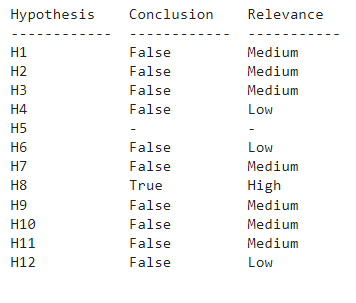 Hypothesis Conclusion Relevance
------------ ------------ -----------
H1 False Medium
H2 False Medium
H3 False Medium
H4 False Low
H5 - -
H6 False Low
H7 False Medium
H8 True High
H9 False Medium
H10 False Medium
H11 False Medium
H12 False Low